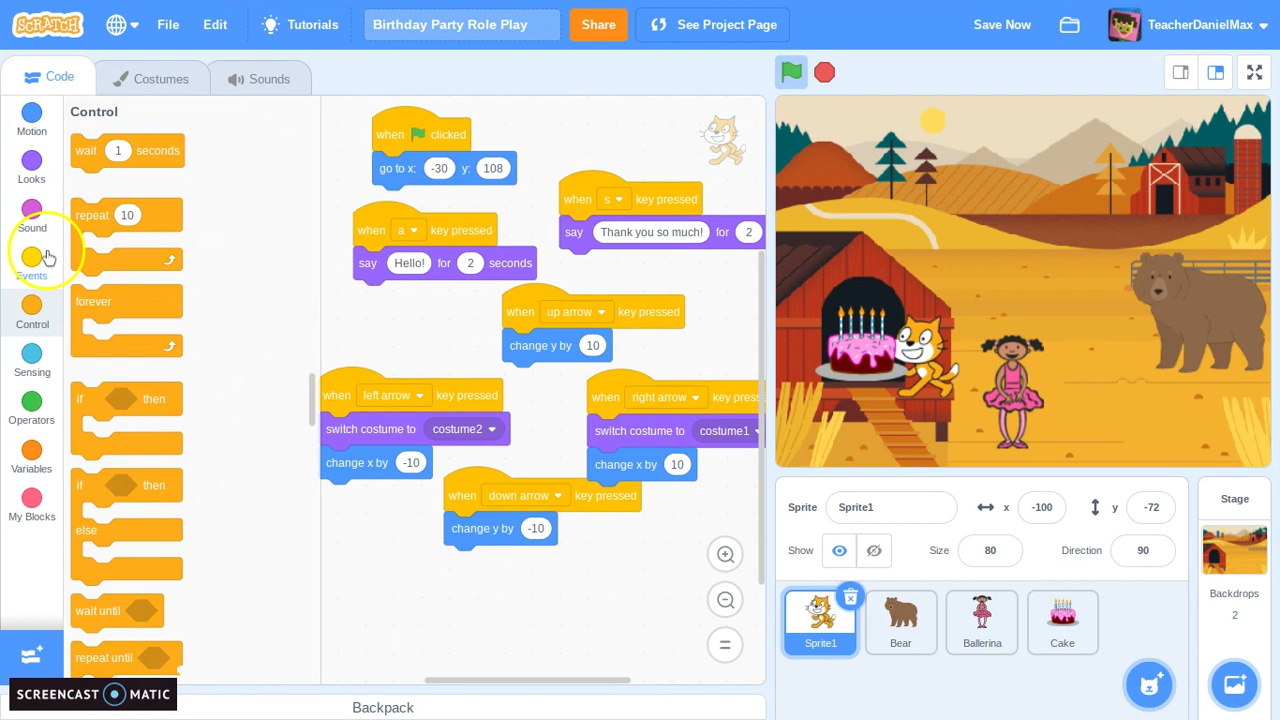 SCRATCH
File
Edit
Tutorials
Birthday Party Role Play
Share
See Project Page
Save Now
TeacherDanielMax
Code
Costumes
Sounds
Motion
Looks
Sound
Events
Control
Sensing
Operators
Variables
My Blocks
Control
wait 1 seconds
repeat 10
forever
if then
if then
else
wait until
repeat until
when clicked
go to x: -30 y: 108
when s key pressed
say Thank you so much! for 2
when a key pressed
say Hello! for 2 seconds
when up arrow key pressed
change y by 10
when left arrow key pressed
switch costume to costume2
change x by -10
when right arrow key press
switch costume to costume1
change x by 10
when down arrow key pressed
change y by -10
Sprite Sprite1 x -100 y -72
Show Size 80 Direction 90
Sprite1
Bear
Ballerina
Cake
Stage
Backdrops
2
Backpack
SCREENCAST MATIC